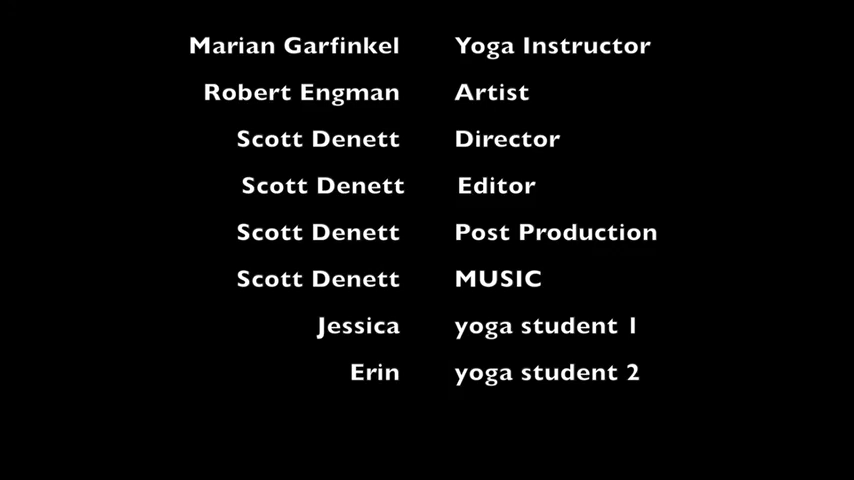 Marian Garfinkel Yoga Instructor
Robert Engman Artist
Scott Denett Director
Scott Denett Editor
Scott Denett Post Production
Scott Denett MUSIC
Jessica yoga student 1
Erin yoga student 2